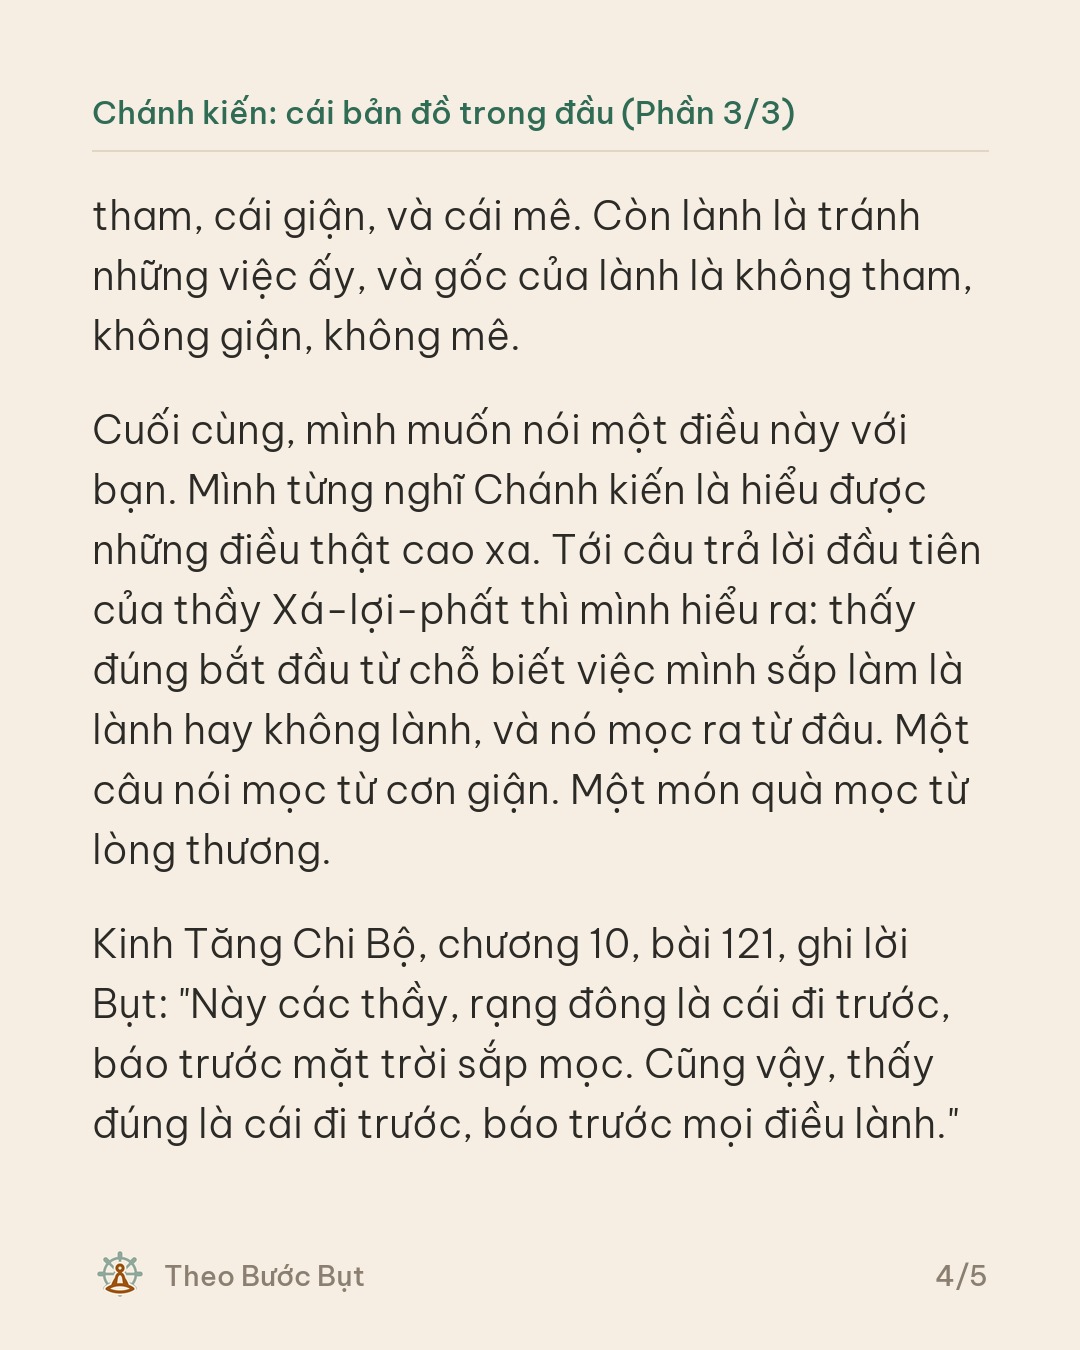 Chánh kiến: cái bản đồ trong đầu (Phần 3/3)
tham, cái giận, và cái mê. Còn lành là tránh
những việc ấy, và gốc của lành là không tham,
không giận, không mê.
Cuối cùng, mình muốn nói một điều này với
bạn. Mình từng nghĩ Chánh kiến là hiểu được
những điều thật cao xa. Tới câu trả lời đầu tiên
của thầy Xá-lợi-phất thì mình hiểu ra: thấy
đúng bắt đầu từ chỗ biết việc mình sắp làm là
lành hay không lành, và nó mọc ra từ đâu. Một
câu nói mọc từ cơn giận. Một món quà mọc từ
lòng thương.
Kinh Tăng Chi Bộ, chương 10, bài 121, ghi lời
Bụt: "Này các thầy, rạng đông là cái đi trước,
báo trước mặt trời sắp mọc. Cũng vậy, thấy
đúng là cái đi trước, báo trước mọi điều lành."
Theo Bước Bụt
4/5